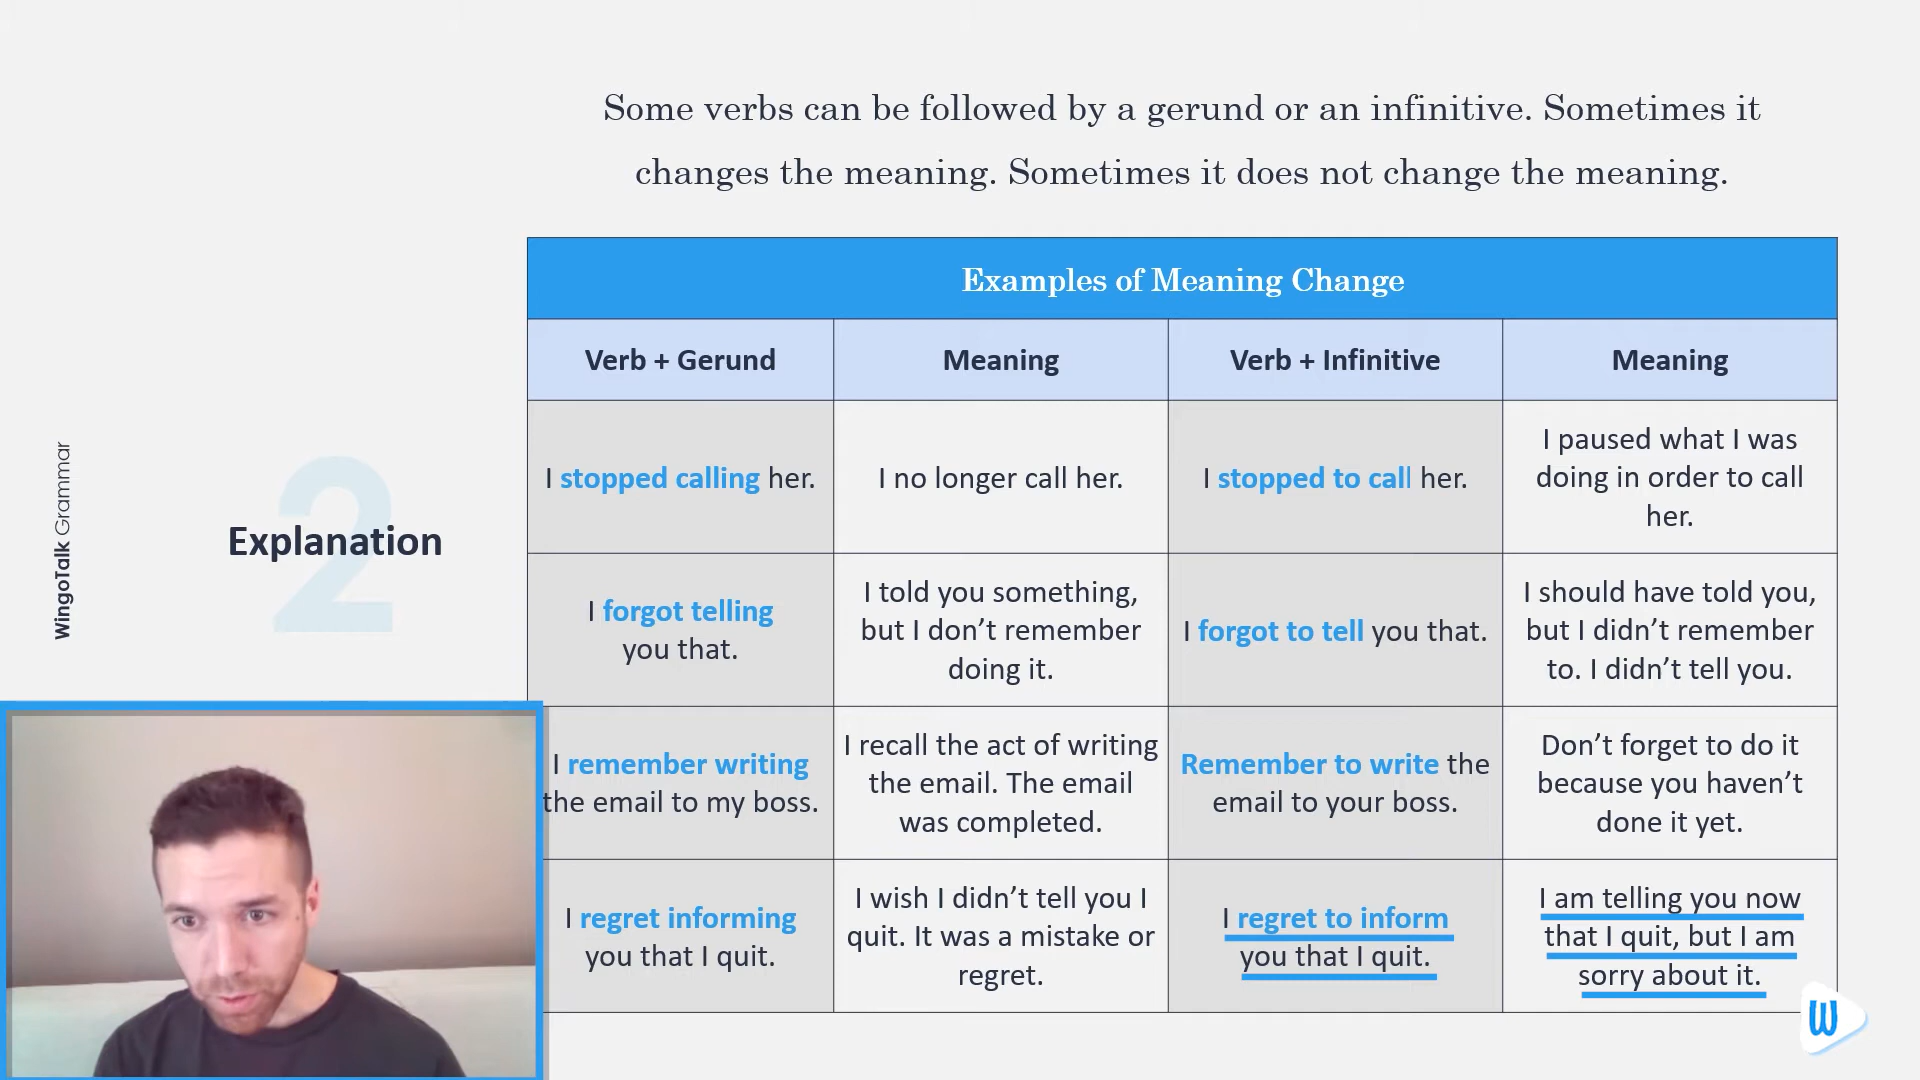 Some verbs can be followed by a gerund or an infinitive. Sometimes it
changes the meaning. Sometimes it does not change the meaning.
WingoTalk Grammar
2
Explanation
Examples of Meaning Change
Verb + Gerund
Meaning
Verb + Infinitive
Meaning
I stopped calling her.
I no longer call her.
I stopped to call her.
I paused what I was
doing in order to call
her.
I forgot telling
you that.
I told you something,
but I don’t remember
doing it.
I forgot to tell you that.
I should have told you,
but I didn’t remember
to. I didn’t tell you.
I remember writing
the email to my boss.
I recall the act of writing
the email. The email
was completed.
Remember to write the
email to your boss.
Don’t forget to do it
because you haven’t
done it yet.
I regret informing
you that I quit.
I wish I didn’t tell you I
quit. It was a mistake or
regret.
I regret to inform
you that I quit.
I am telling you now
that I quit, but I am
sorry about it.
W